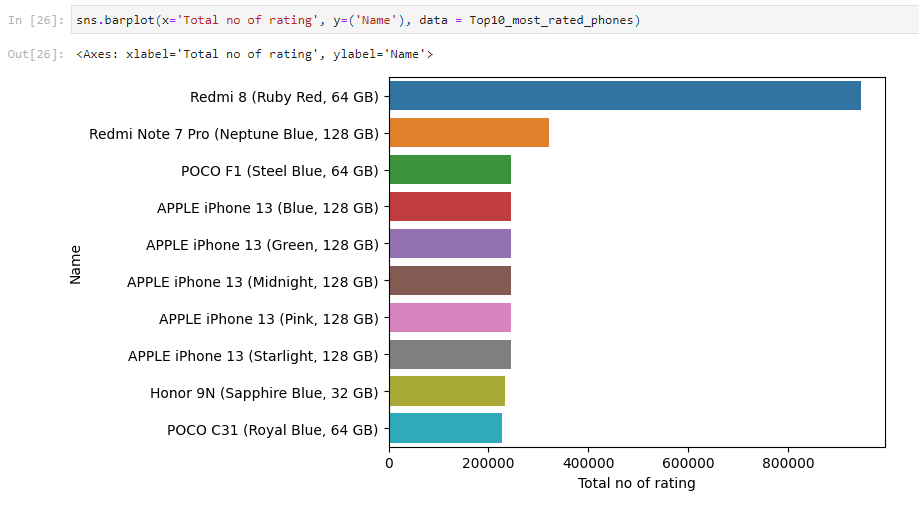 In [26]: sns.barplot(x='Total no of rating', y=('Name'), data = Top10_most_rated_phones)
Out[26]: <Axes: xlabel='Total no of rating', ylabel='Name'>
Redmi 8 (Ruby Red, 64 GB)
Redmi Note 7 Pro (Neptune Blue, 128 GB)
POCO F1 (Steel Blue, 64 GB)
APPLE iPhone 13 (Blue, 128 GB)
APPLE iPhone 13 (Green, 128 GB)
Name
APPLE iPhone 13 (Midnight, 128 GB)
APPLE iPhone 13 (Pink, 128 GB)
APPLE iPhone 13 (Starlight, 128 GB)
Honor 9N (Sapphire Blue, 32 GB)
POCO C31 (Royal Blue, 64 GB)
0 200000 400000 600000 800000
Total no of rating